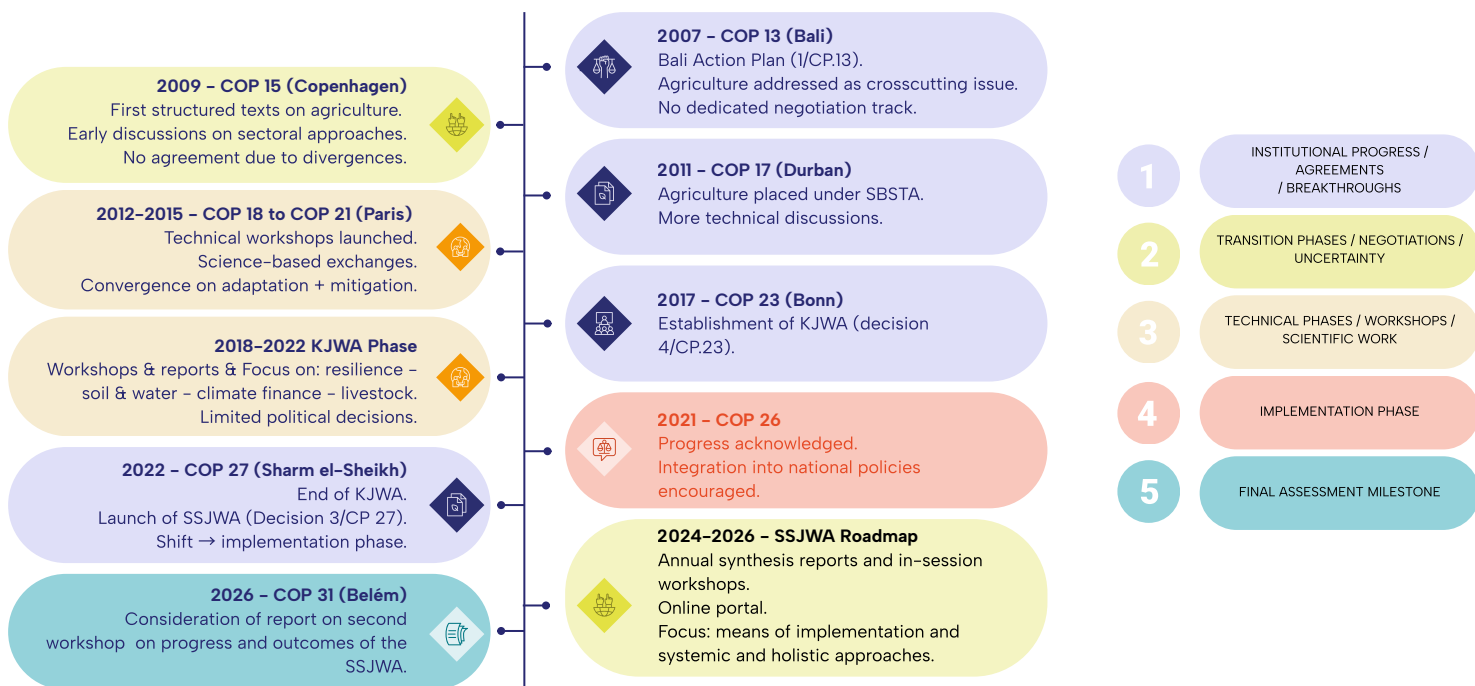 2007 - COP 13 (Bali)
Bali Action Plan (1/CP.13).
Agriculture addressed as crosscutting issue.
No dedicated negotiation track.
2009 - COP 15 (Copenhagen)
First structured texts on agriculture.
Early discussions on sectoral approaches.
No agreement due to divergences.
2011 - COP 17 (Durban)
Agriculture placed under SBSTA.
More technical discussions.
2012-2015 - COP 18 to COP 21 (Paris)
Technical workshops launched.
Science-based exchanges.
Convergence on adaptation + mitigation.
2017 - COP 23 (Bonn)
Establishment of KJWA (decision
4/CP.23).
2018-2022 KJWA Phase
Workshops & reports & Focus on: resilience -
soil & water - climate finance - livestock.
Limited political decisions.
2021 - COP 26
Progress acknowledged.
Integration into national policies
encouraged.
2022 - COP 27 (Sharm el-Sheikh)
End of KJWA.
Launch of SSJWA (Decision 3/CP 27).
Shift → implementation phase.
2024-2026 - SSJWA Roadmap
Annual synthesis reports and in-session
workshops.
Online portal.
Focus: means of implementation and
systemic and holistic approaches.
2026 - COP 31 (Belém)
Consideration of report on second
workshop on progress and outcomes of the
SSJWA.
1
INSTITUTIONAL PROGRESS /
AGREEMENTS
/ BREAKTHROUGHS
2
TRANSITION PHASES / NEGOTIATIONS /
UNCERTAINTY
3
TECHNICAL PHASES / WORKSHOPS /
SCIENTIFIC WORK
4
IMPLEMENTATION PHASE
5
FINAL ASSESSMENT MILESTONE